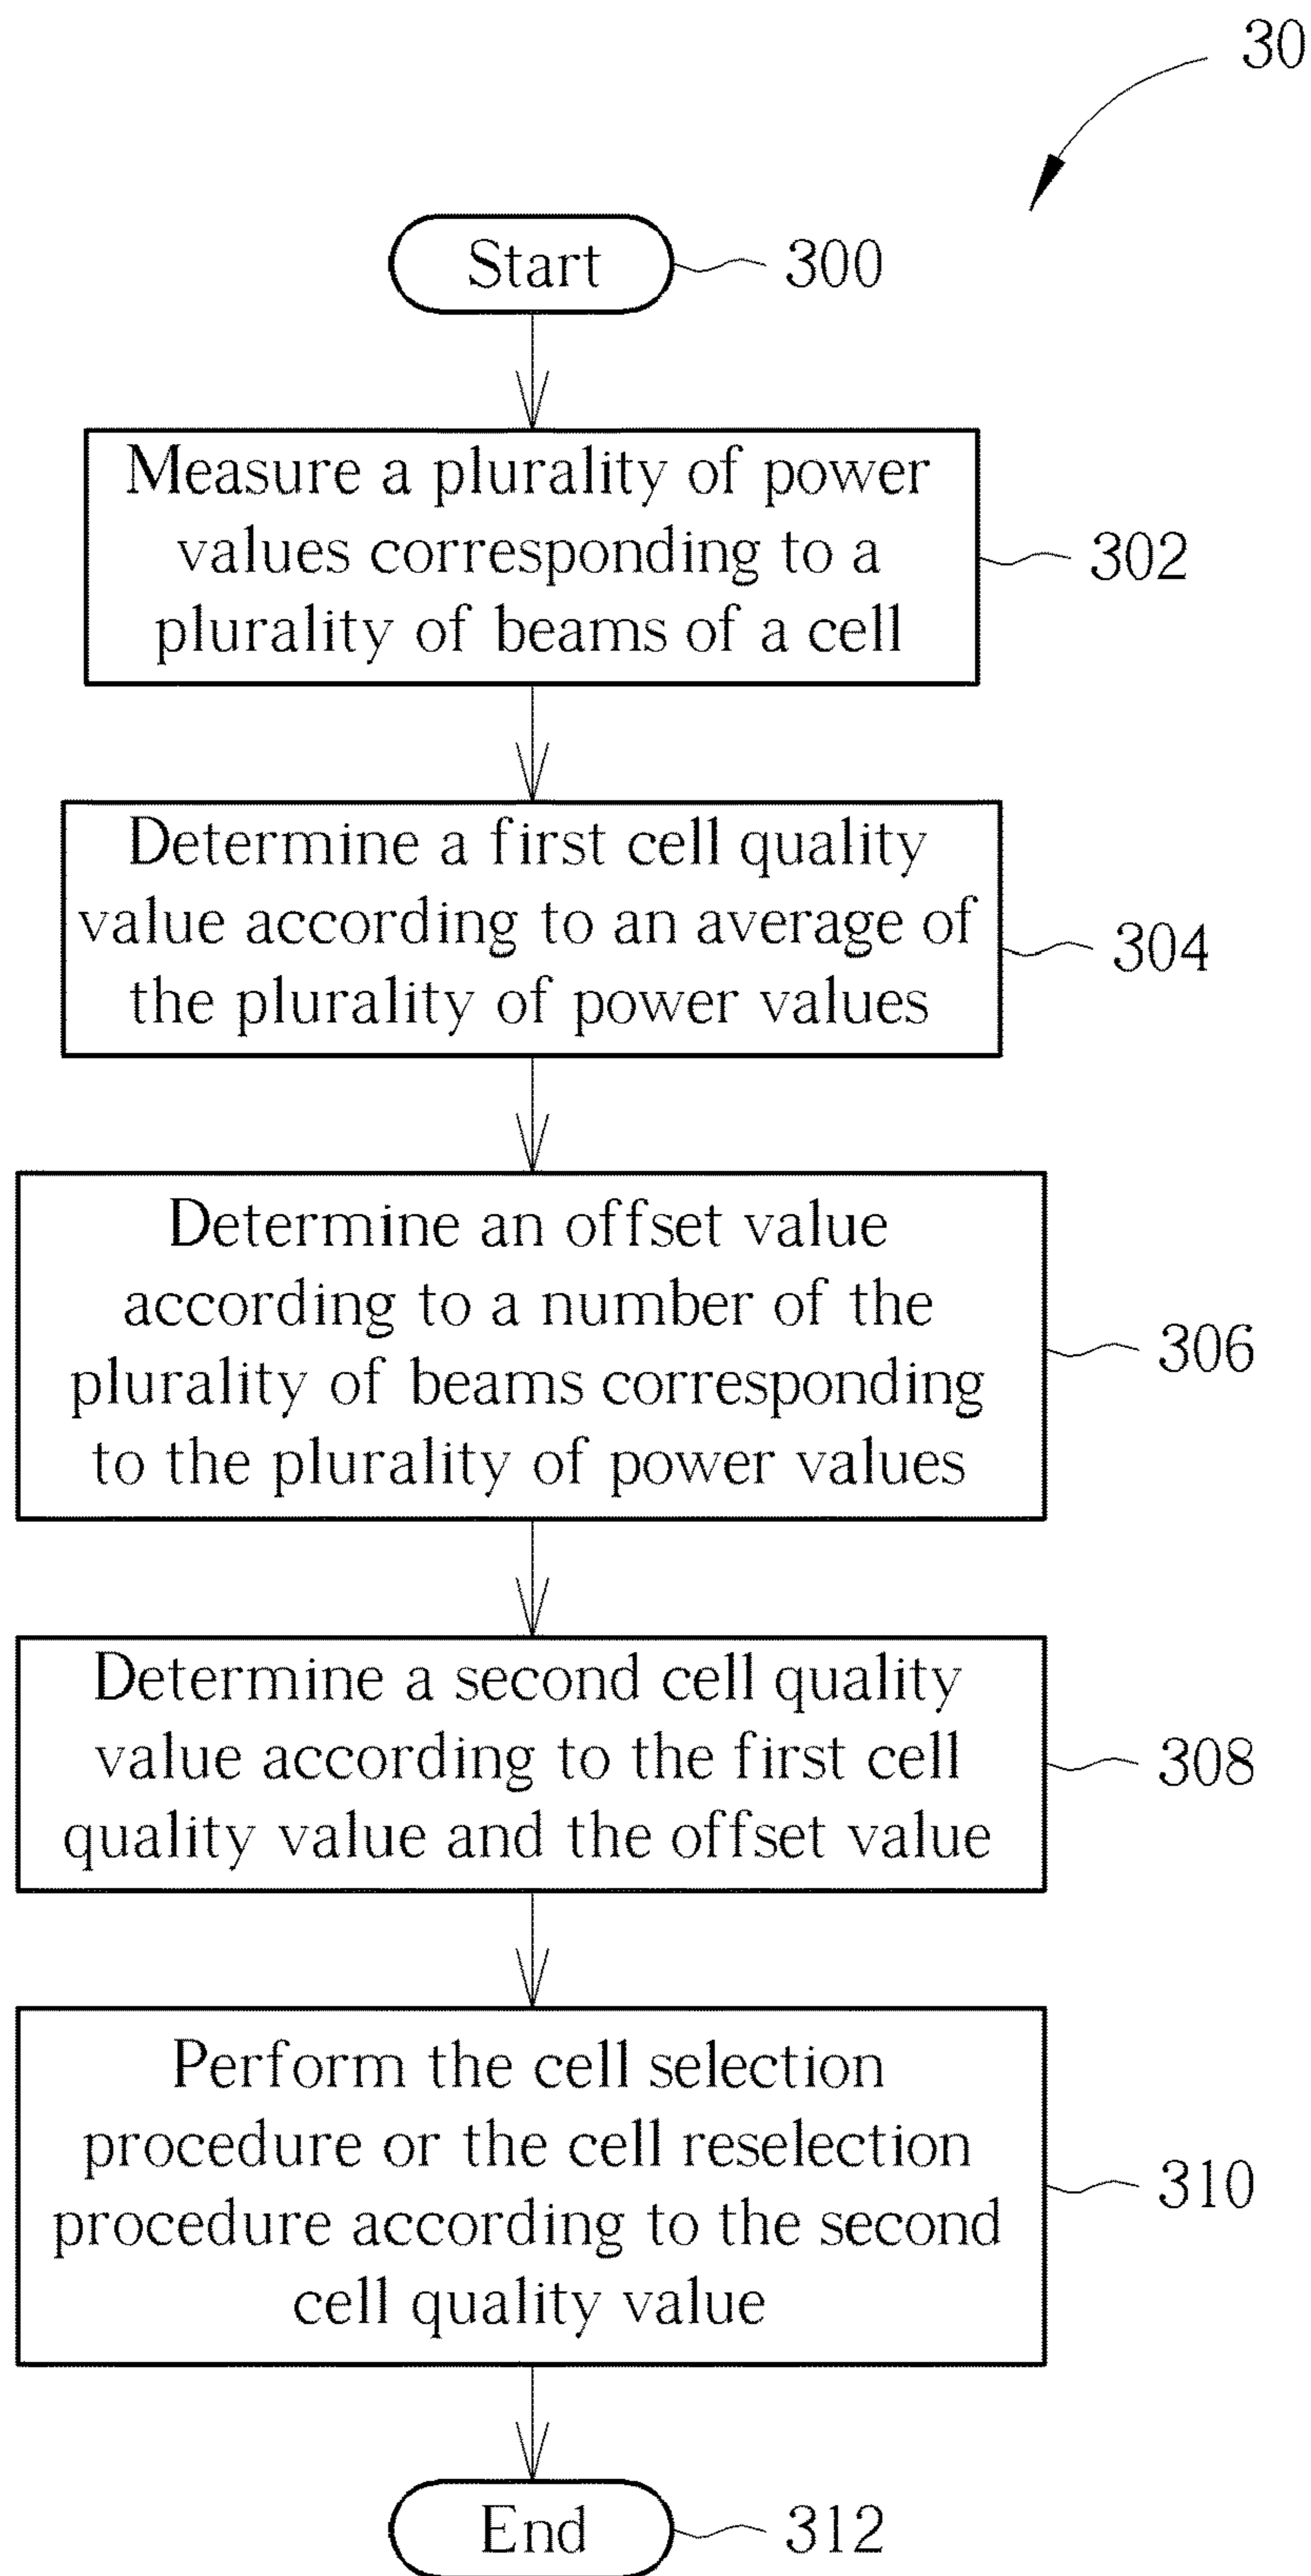 30
Start
300
Measure a plurality of power
values corresponding to a
plurality of beams of a cell
302
Determine a first cell quality
value according to an average of
the plurality of power values
304
Determine an offset value
according to a number of the
plurality of beams corresponding
to the plurality of power values
306
Determine a second cell quality
value according to the first cell
quality value and the offset value
308
Perform the cell selection
procedure or the cell reselection
procedure according to the second
cell quality value
310
End
312